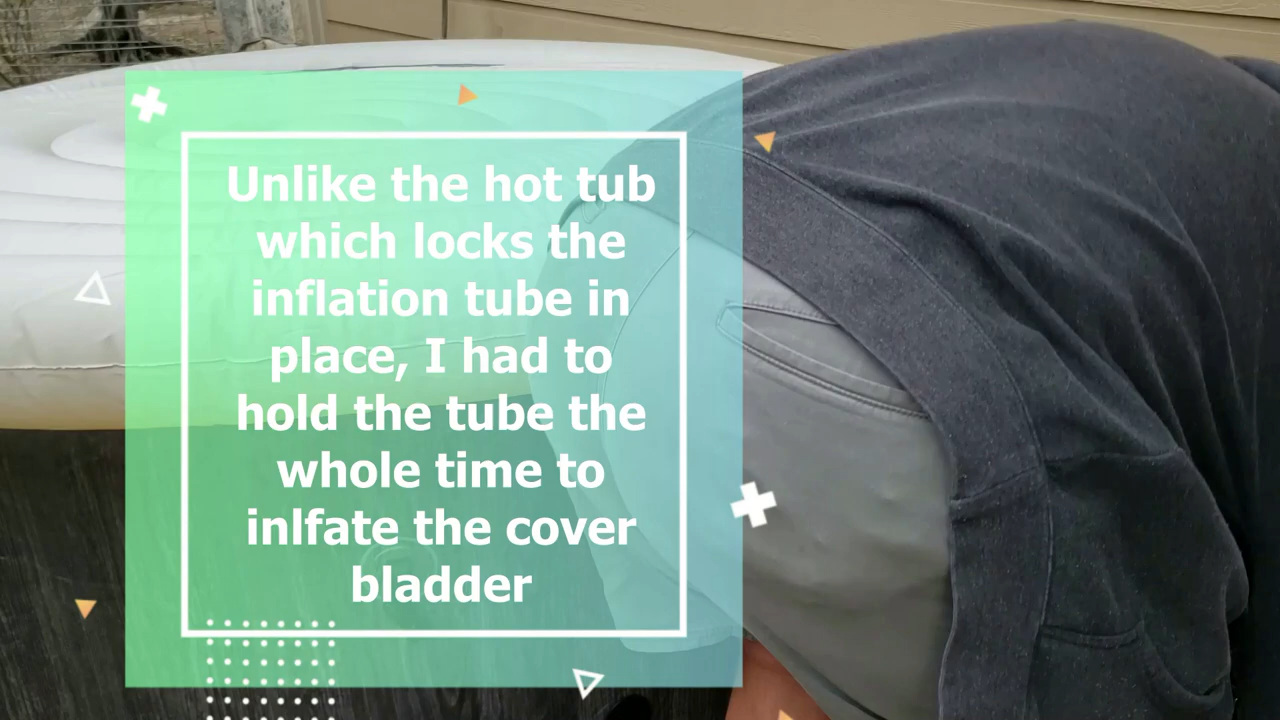 Unlike the hot tub
which locks the
inflation tube in
place, I had to
hold the tube the
whole time to
inlfate the cover
bladder